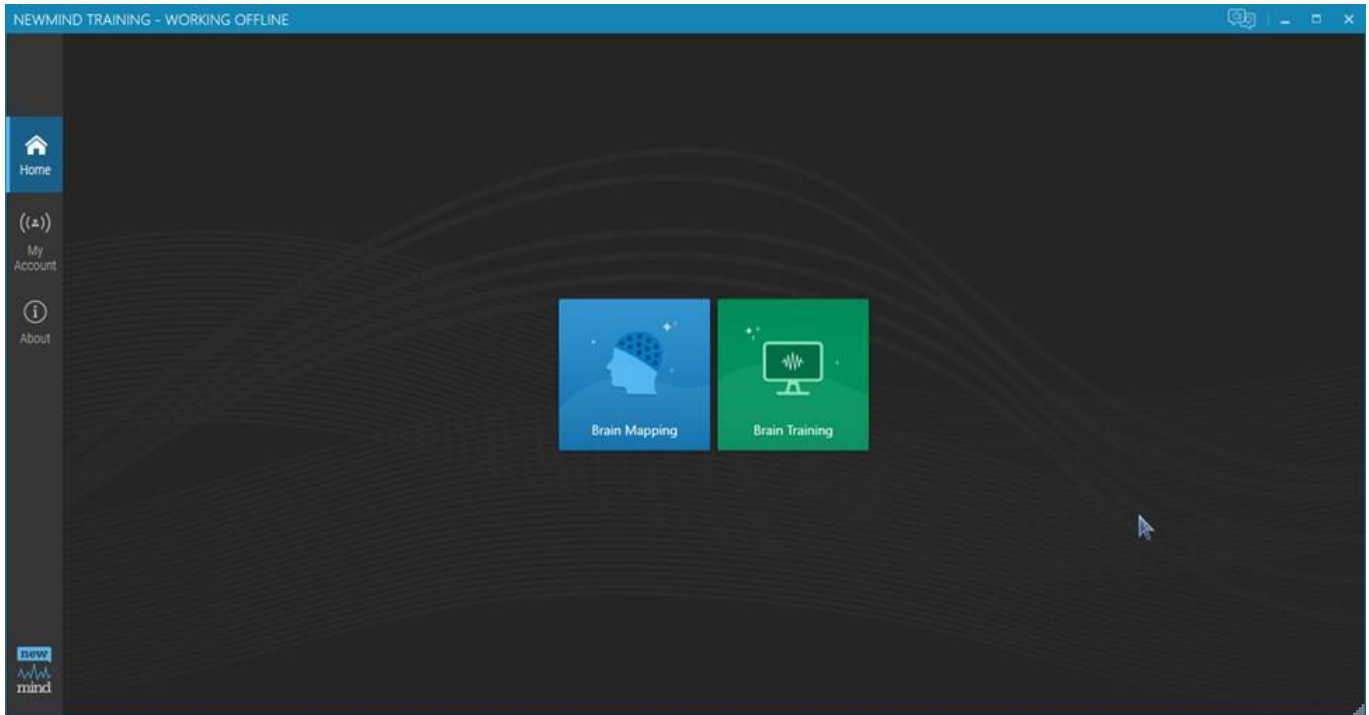 NEWMIND TRAINING - WORKING OFFLINE
Home
My
Account
About
Brain Mapping
Brain Training
new
mind